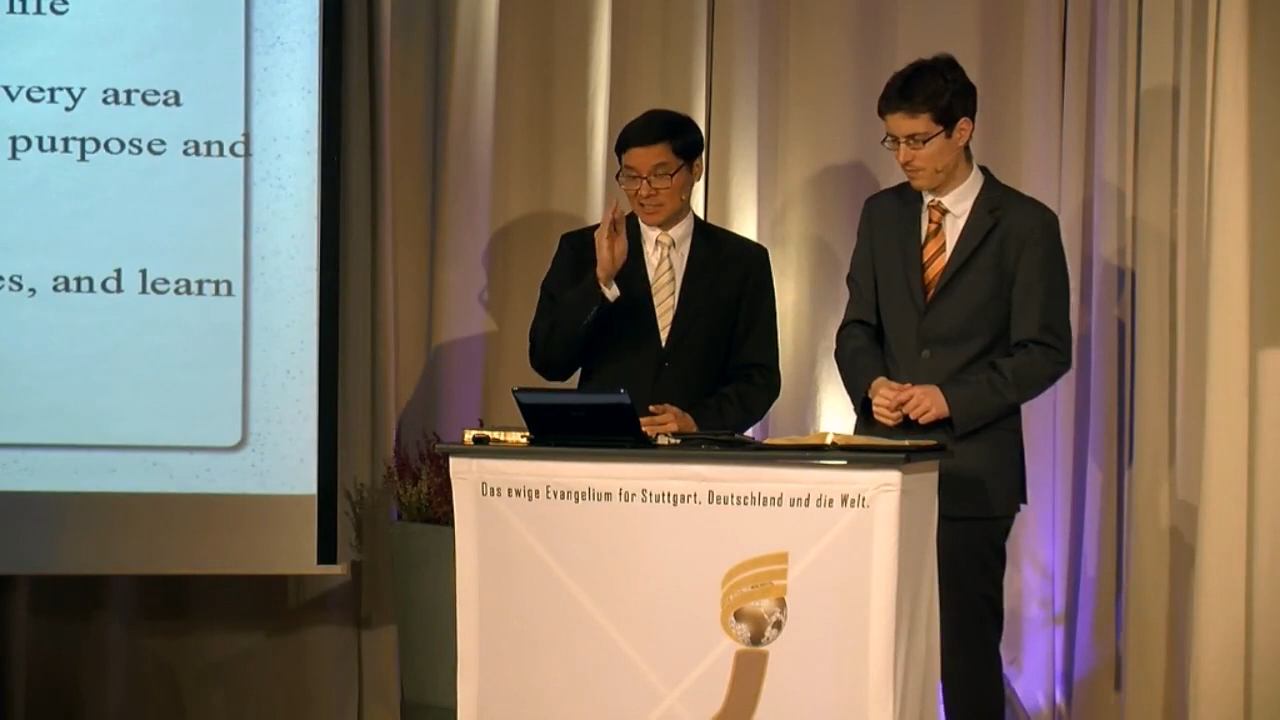 life
very area
purpose and
es, and learn
Das ewige Evangelium für Stuttgart, Deutschland und die Welt.